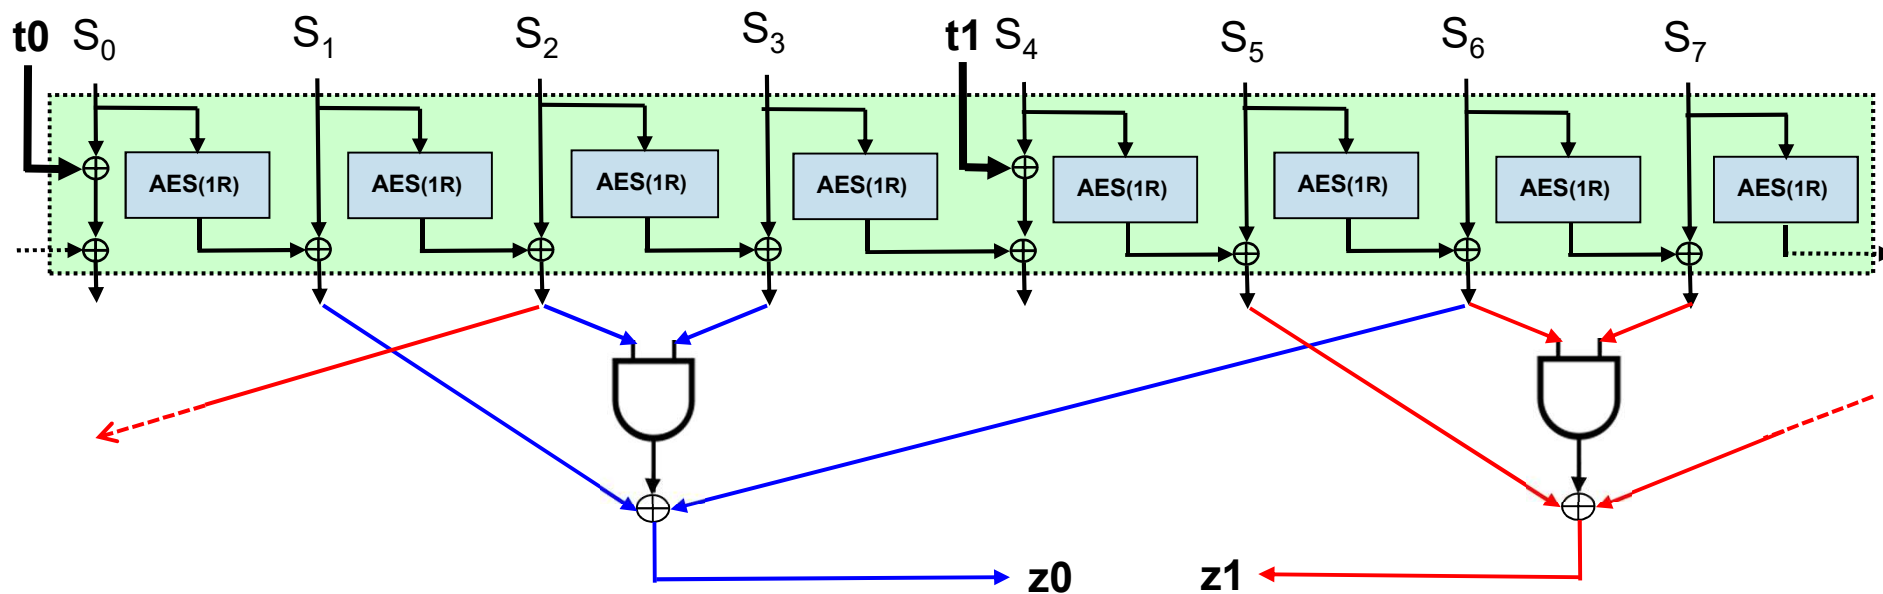 t0 S0 S1 S2 S3 t1 S4 S5 S6 S7
AES(1R) AES(1R) AES(1R) AES(1R) AES(1R) AES(1R) AES(1R) AES(1R)
z0 z1